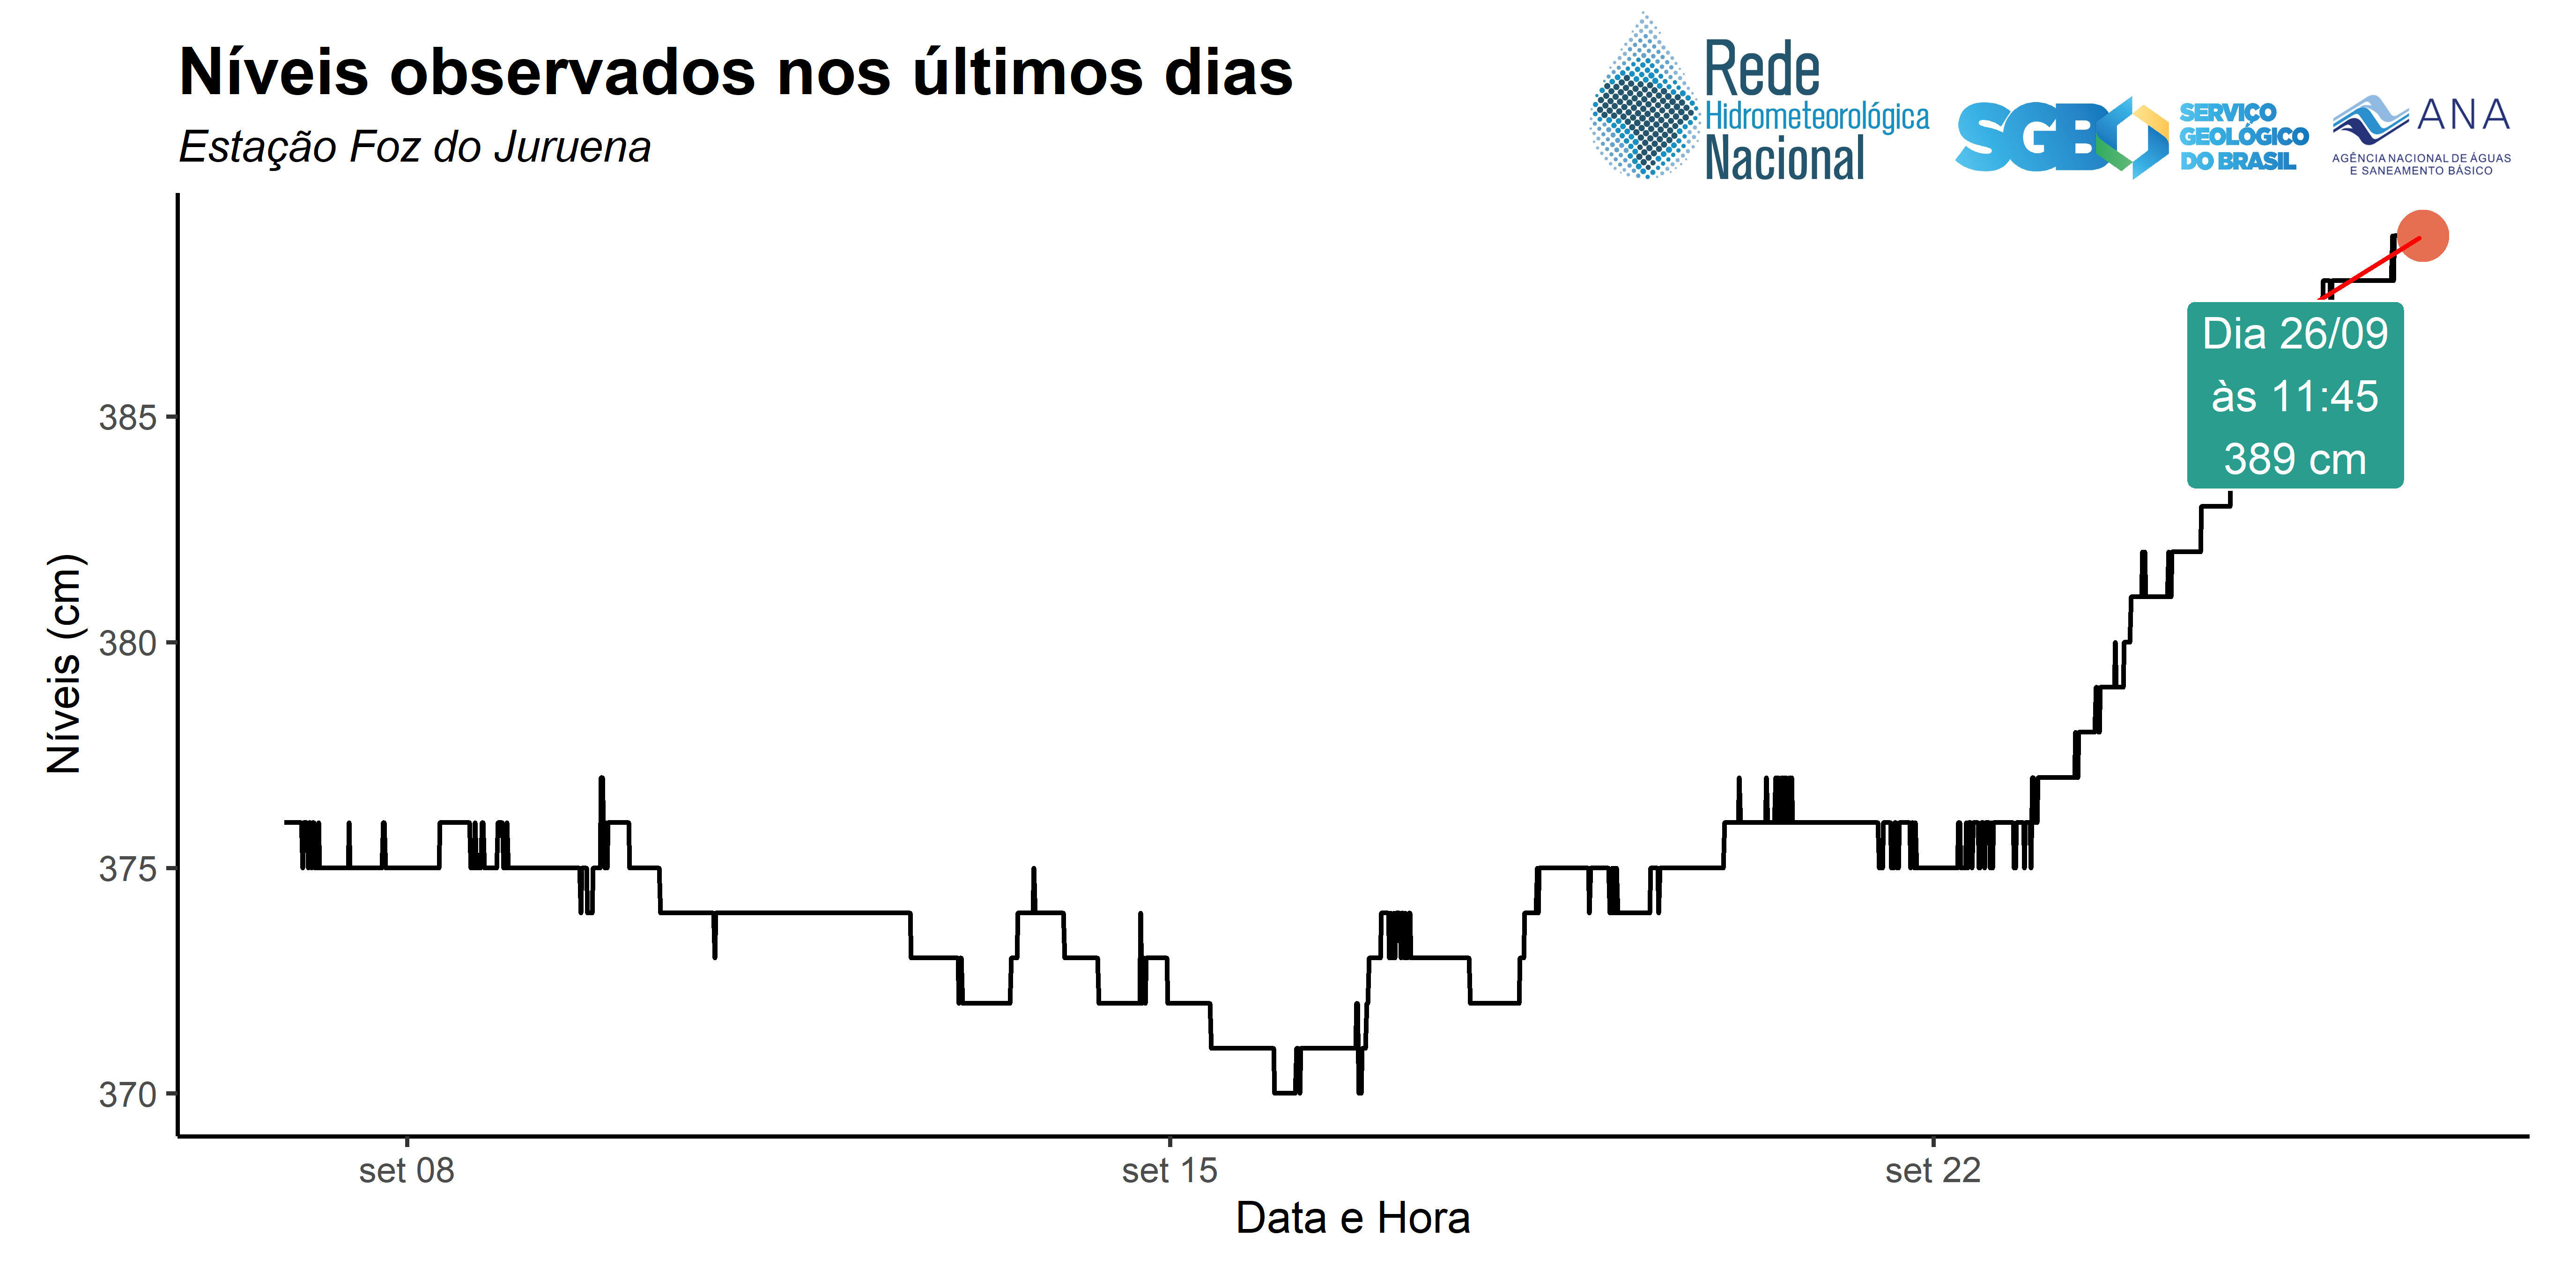 Níveis observados nos últimos dias
Estação Foz do Juruena
Rede
Hidrometeorológica
Nacional
SGB
SERVIÇO
GEOLÓGICO
DO BRASIL
ANA
AGÊNCIA NACIONAL DE ÁGUAS
E SANEAMENTO BÁSICO
Dia 26/09
às 11:45
389 cm
Níveis (cm)
385
380
375
370
set 08
set 15
set 22
Data e Hora